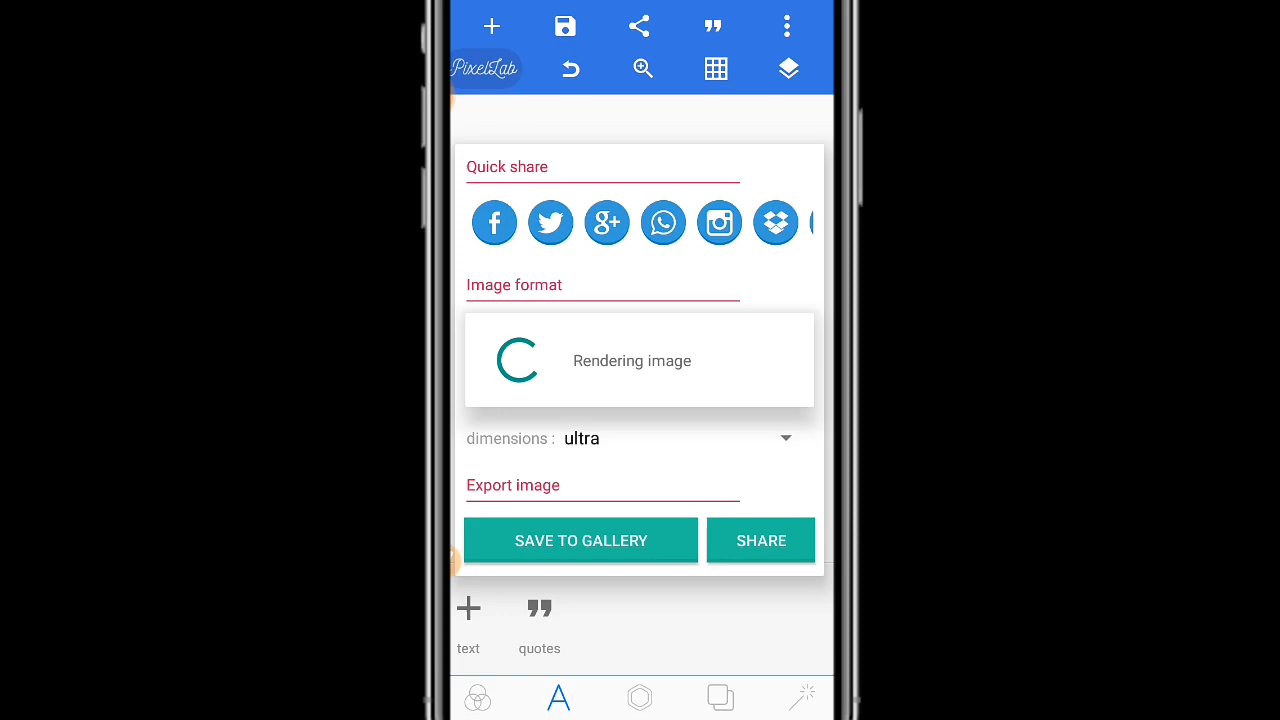 PixelLab
Quick share
Image format
Rendering image
dimensions : ultra
Export image
SAVE TO GALLERY SHARE
text quotes